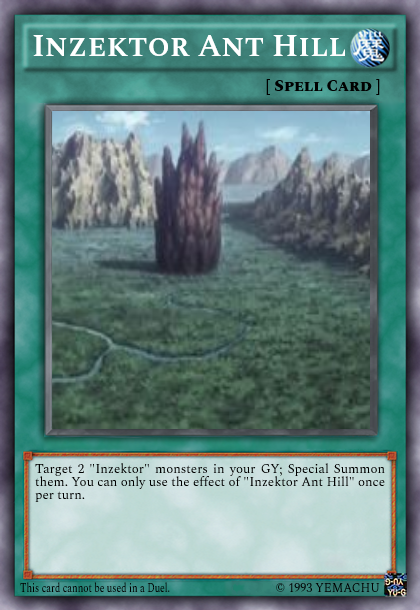 INZEKTOR ANT HILL 魔
[ SPELL CARD ]
Target 2 "Inzektor" monsters in your GY; Special Summon
them. You can only use the effect of "Inzektor Ant Hill" once
per turn.
This card cannot be used in a Duel. © 1993 YEMACHU